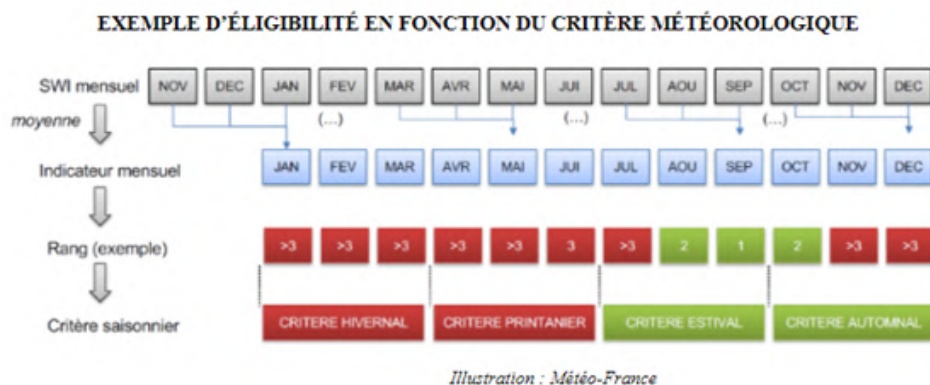 EXEMPLE D'ÉLIGIBILITÉ EN FONCTION DU CRITÈRE MÉTÉOROLOGIQUE
SWI mensuel NOV DEC JAN FEV MAR AVR MAI JUI JUL AOU SEP OCT NOV DEC
moyenne (...) (...) (...)
Indicateur mensuel JAN FEV MAR AVR MAI JUI JUL AOU SEP OCT NOV DEC
Rang (exemple) >3 >3 >3 >3 >3 3 >3 2 1 2 >3 >3
Critère saisonnier CRITERE HIVERNAL CRITERE PRINTANIER CRITERE ESTIVAL CRITERE AUTOMNAL
Illustration : Météo-France